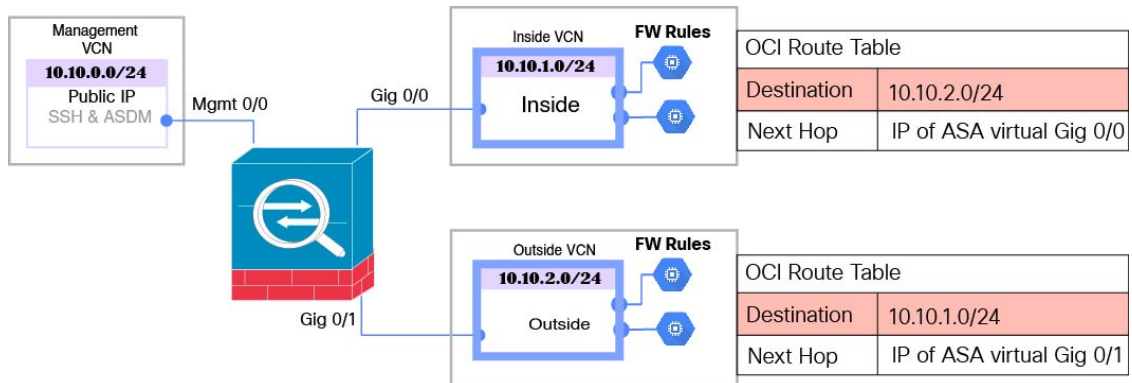 Management
VCN
10.10.0.0/24
Public IP
SSH & ASDM
Mgmt 0/0
Gig 0/0
Inside VCN
10.10.1.0/24
Inside
FW Rules
OCI Route Table
Destination 10.10.2.0/24
Next Hop IP of ASA virtual Gig 0/0
Gig 0/1
Outside VCN
10.10.2.0/24
Outside
FW Rules
OCI Route Table
Destination 10.10.1.0/24
Next Hop IP of ASA virtual Gig 0/1